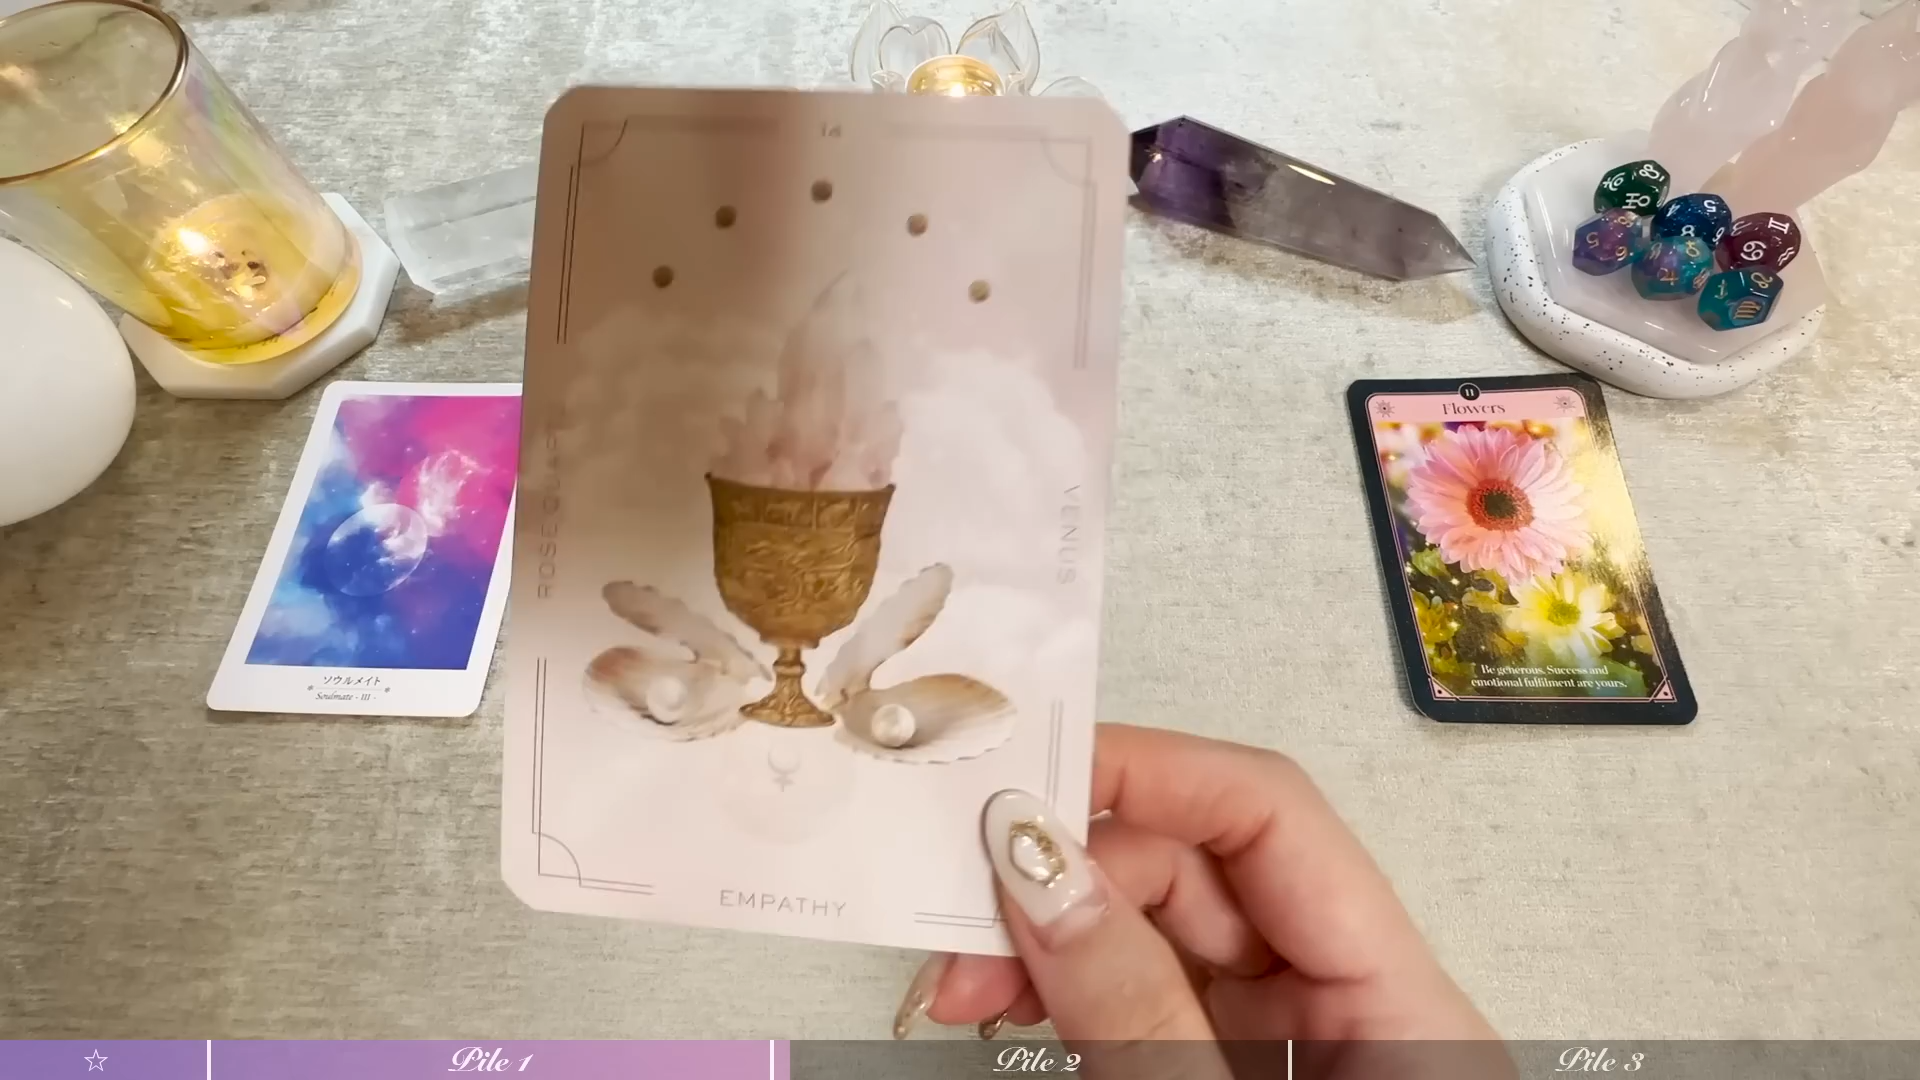 14
ROSE QUARTZ
VENUS
EMPATHY
ソウルメイト
Soulmate - III -
11
Flowers
Be generous. Success and
emotional fulfilment are yours.
☆ Pile 1 Pile 2 Pile 3